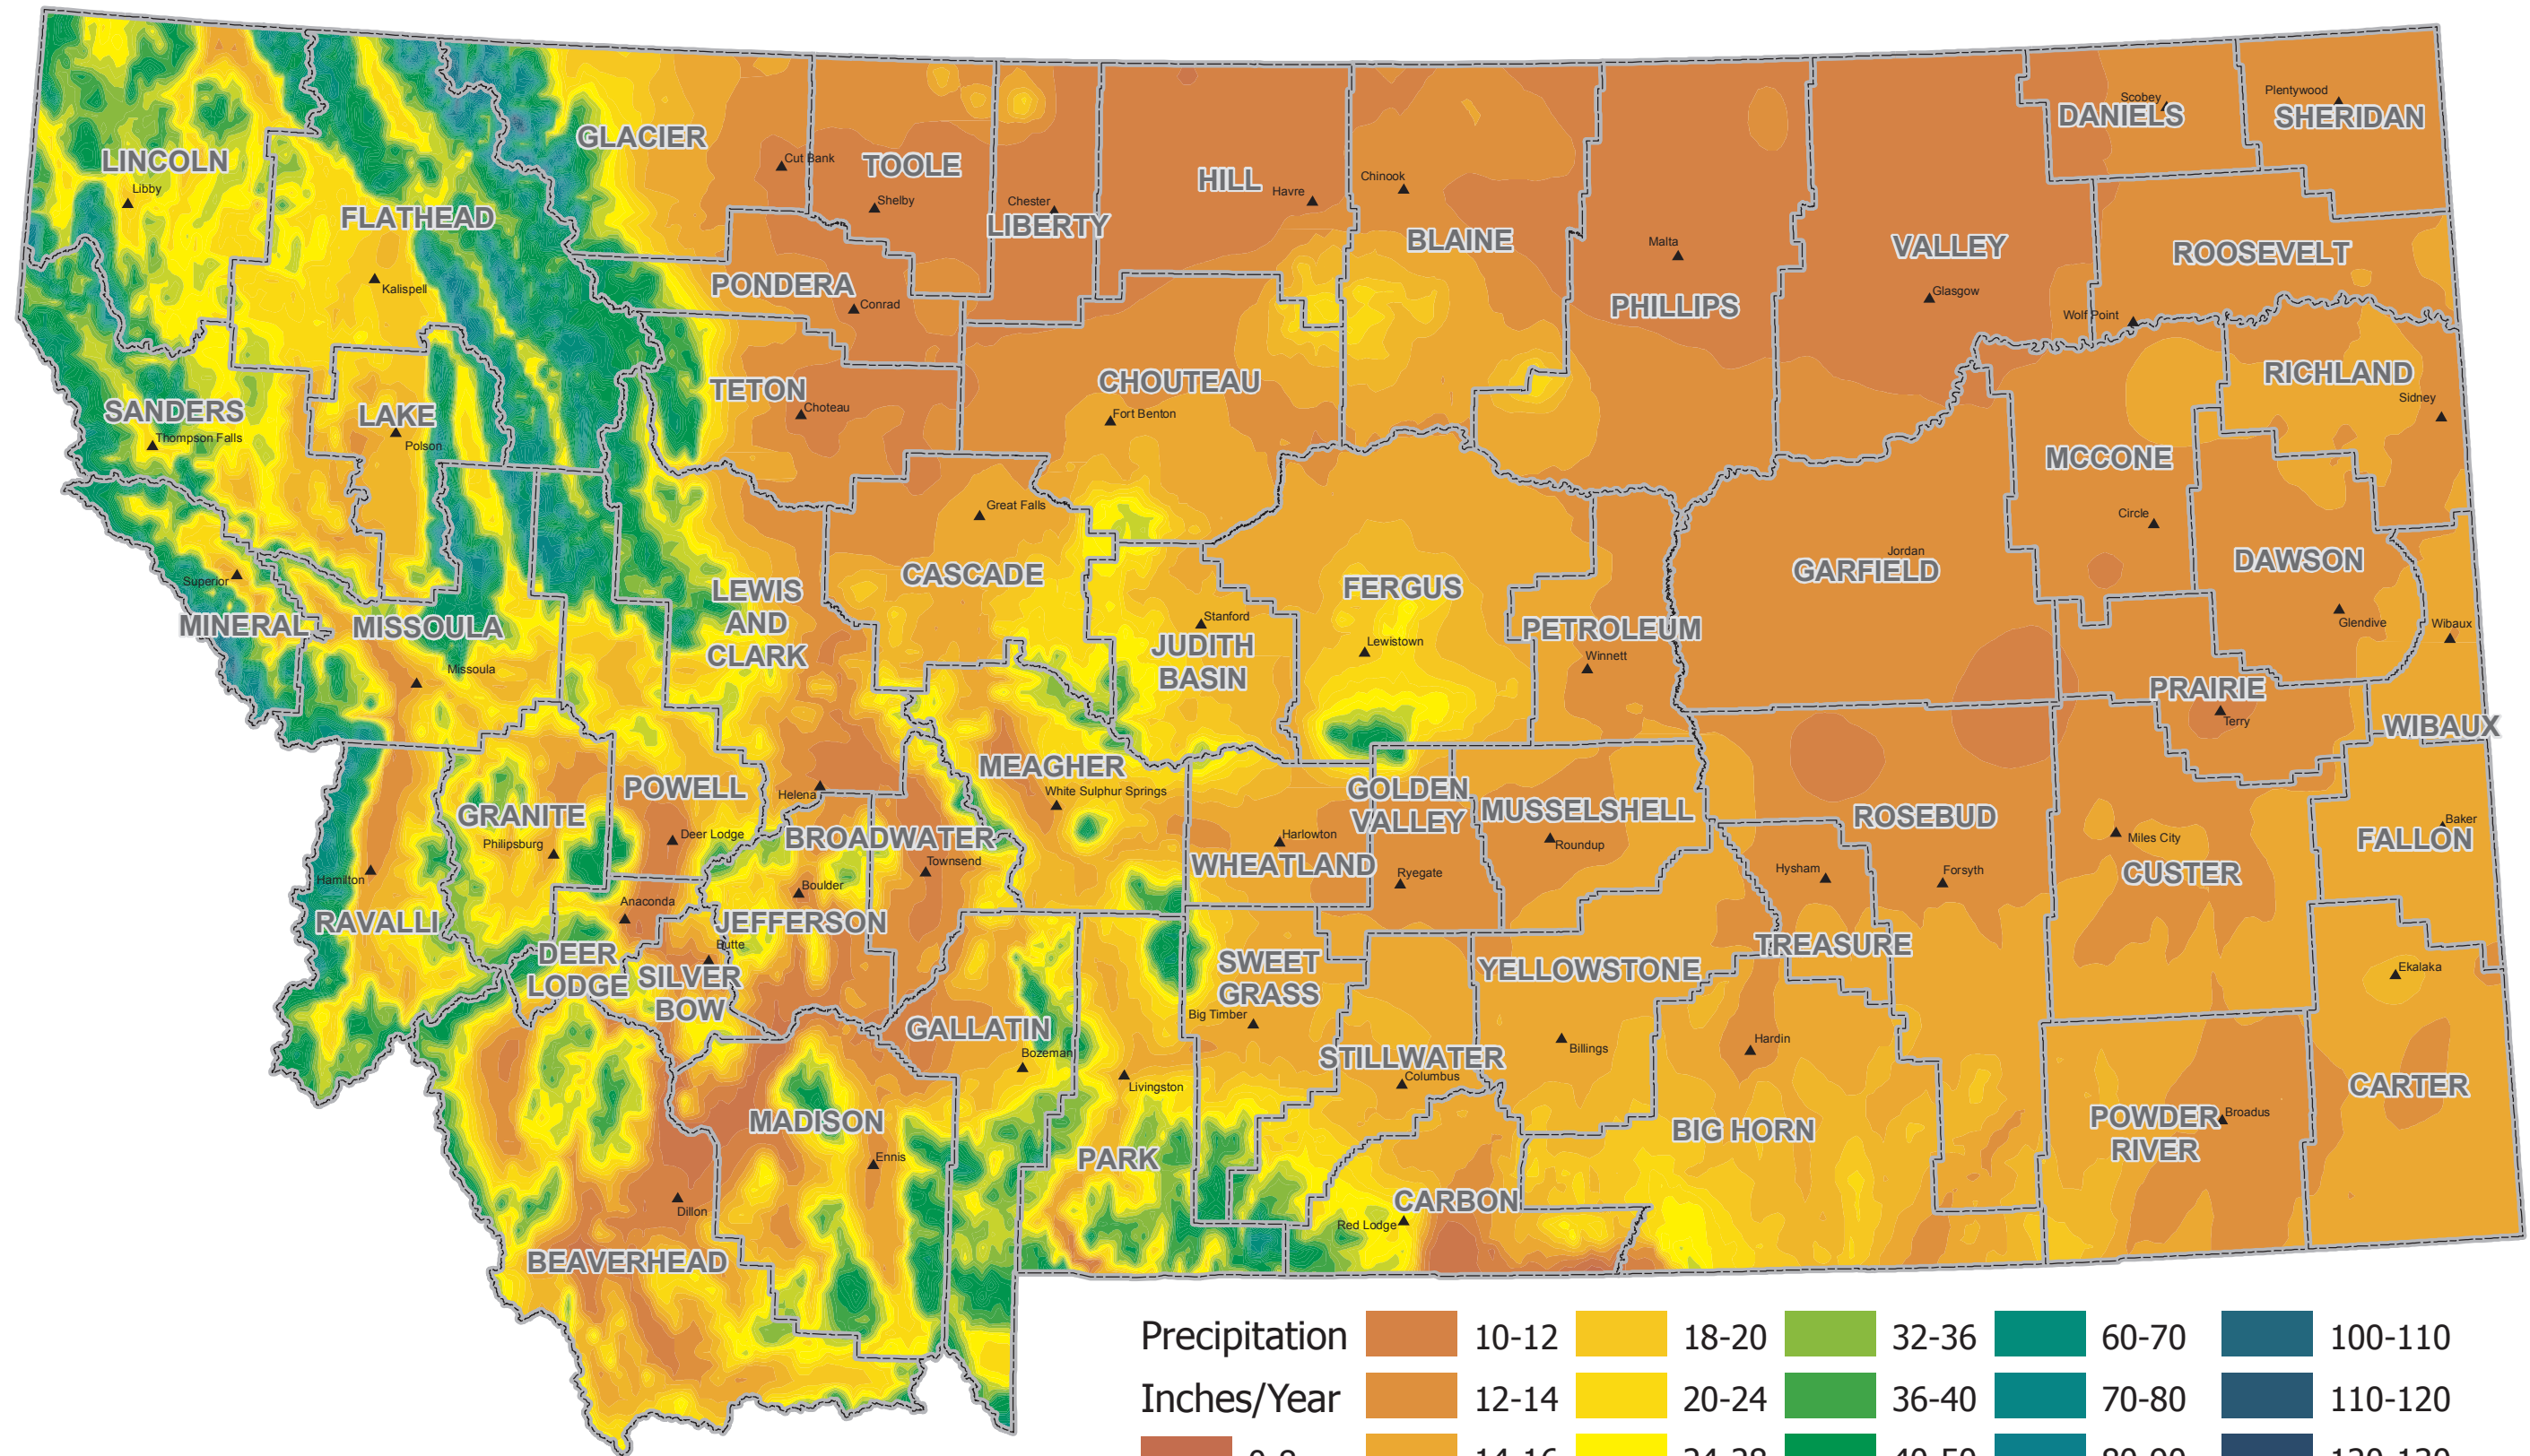 LINCOLN
Libby
FLATHEAD
Kalispell
GLACIER
Cut Bank
TOOLE
Shelby
Chester
LIBERTY
HILL
Havre
Chinook
BLAINE
Malta
PHILLIPS
VALLEY
Glasgow
Scobey
DANIELS
Plentywood
SHERIDAN
ROOSEVELT
Wolf Point
PONDERA
Conrad
TETON
Choteau
CHOUTEAU
Fort Benton
RICHLAND
Sidney
SANDERS
Thompson Falls
LAKE
Polson
MCCONE
Circle
Great Falls
CASCADE
Jordan
GARFIELD
DAWSON
Glendive
Wibaux
WIBAUX
Superior
MINERAL
MISSOULA
Missoula
LEWIS
AND
CLARK
Stanford
JUDITH
BASIN
FERGUS
Lewistown
PETROLEUM
Winnett
PRAIRIE
Terry
POWELL
Deer Lodge
Helena
MEAGHER
White Sulphur Springs
GRANITE
Philipsburg
BROADWATER
Townsend
Harlowton
WHEATLAND
GOLDEN
VALLEY
Ryegate
MUSSELSHELL
Roundup
ROSEBUD
Forsyth
Hysham
TREASURE
Miles City
CUSTER
Baker
FALLON
Hamilton
RAVALLI
Anaconda
DEER
LODGE
Boulder
JEFFERSON
Butte
SILVER
BOW
GALLATIN
Bozeman
SWEET
GRASS
Big Timber
YELLOWSTONE
Billings
Ekalaka
STILLWATER
Columbus
Hardin
BIG HORN
Livingston
PARK
MADISON
Ennis
POWDER
RIVER
Broadus
CARTER
Dillon
BEAVERHEAD
CARBON
Red Lodge
Precipitation 10-12 18-20 32-36 60-70 100-110
Inches/Year 12-14 20-24 36-40 70-80 110-120